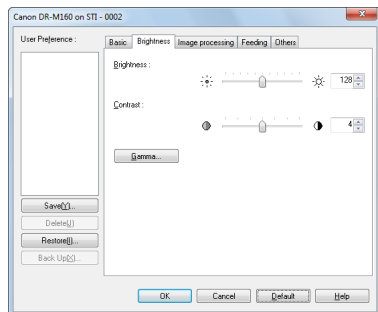 Canon DR-M160 on STI - 0002
User Preference :
Basic Brightness Image processing Feeding Others
Brightness :
128
Contrast :
4
Gamma...
Save(Y)...
Delete(J)
Restore(I)...
Back Up(X)...
OK Cancel Default Help